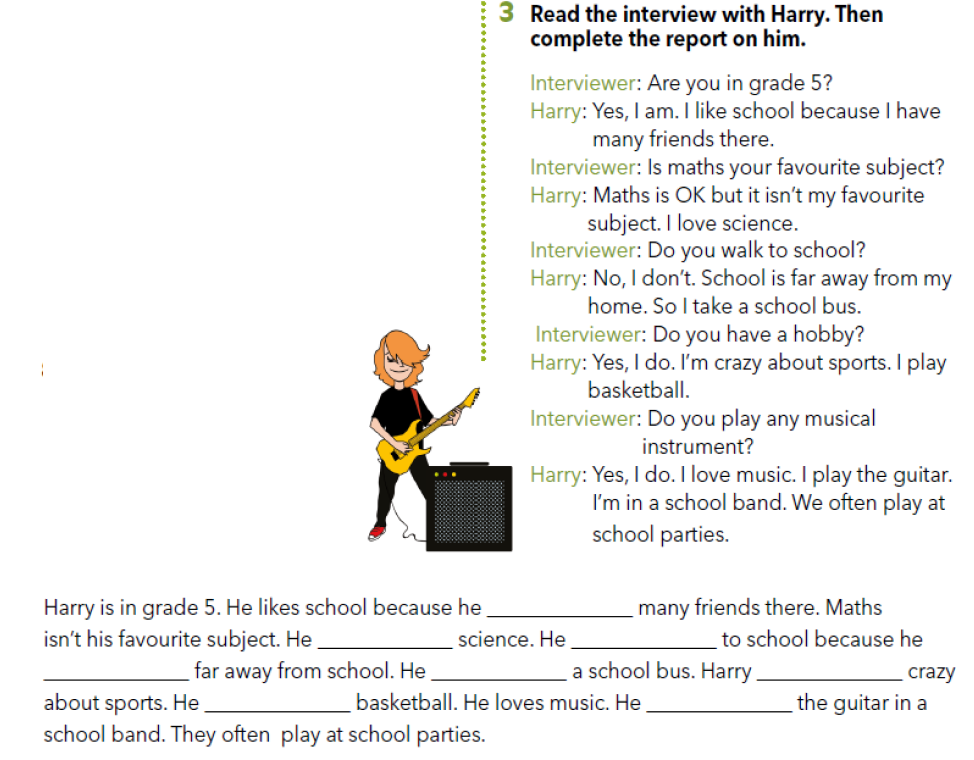 3 Read the interview with Harry. Then
complete the report on him.
Interviewer: Are you in grade 5?
Harry: Yes, I am. I like school because I have
many friends there.
Interviewer: Is maths your favourite subject?
Harry: Maths is OK but it isn't my favourite
subject. I love science.
Interviewer: Do you walk to school?
Harry: No, I don't. School is far away from my
home. So I take a school bus.
Interviewer: Do you have a hobby?
Harry: Yes, I do. I'm crazy about sports. I play
basketball.
Interviewer: Do you play any musical
instrument?
Harry: Yes, I do. I love music. I play the guitar.
I'm in a school band. We often play at
school parties.
Harry is in grade 5. He likes school because he ______________ many friends there. Maths
isn't his favourite subject. He ______________ science. He ______________ to school because he
______________ far away from school. He ______________ a school bus. Harry ______________ crazy
about sports. He ______________ basketball. He loves music. He ______________ the guitar in a
school band. They often play at school parties.